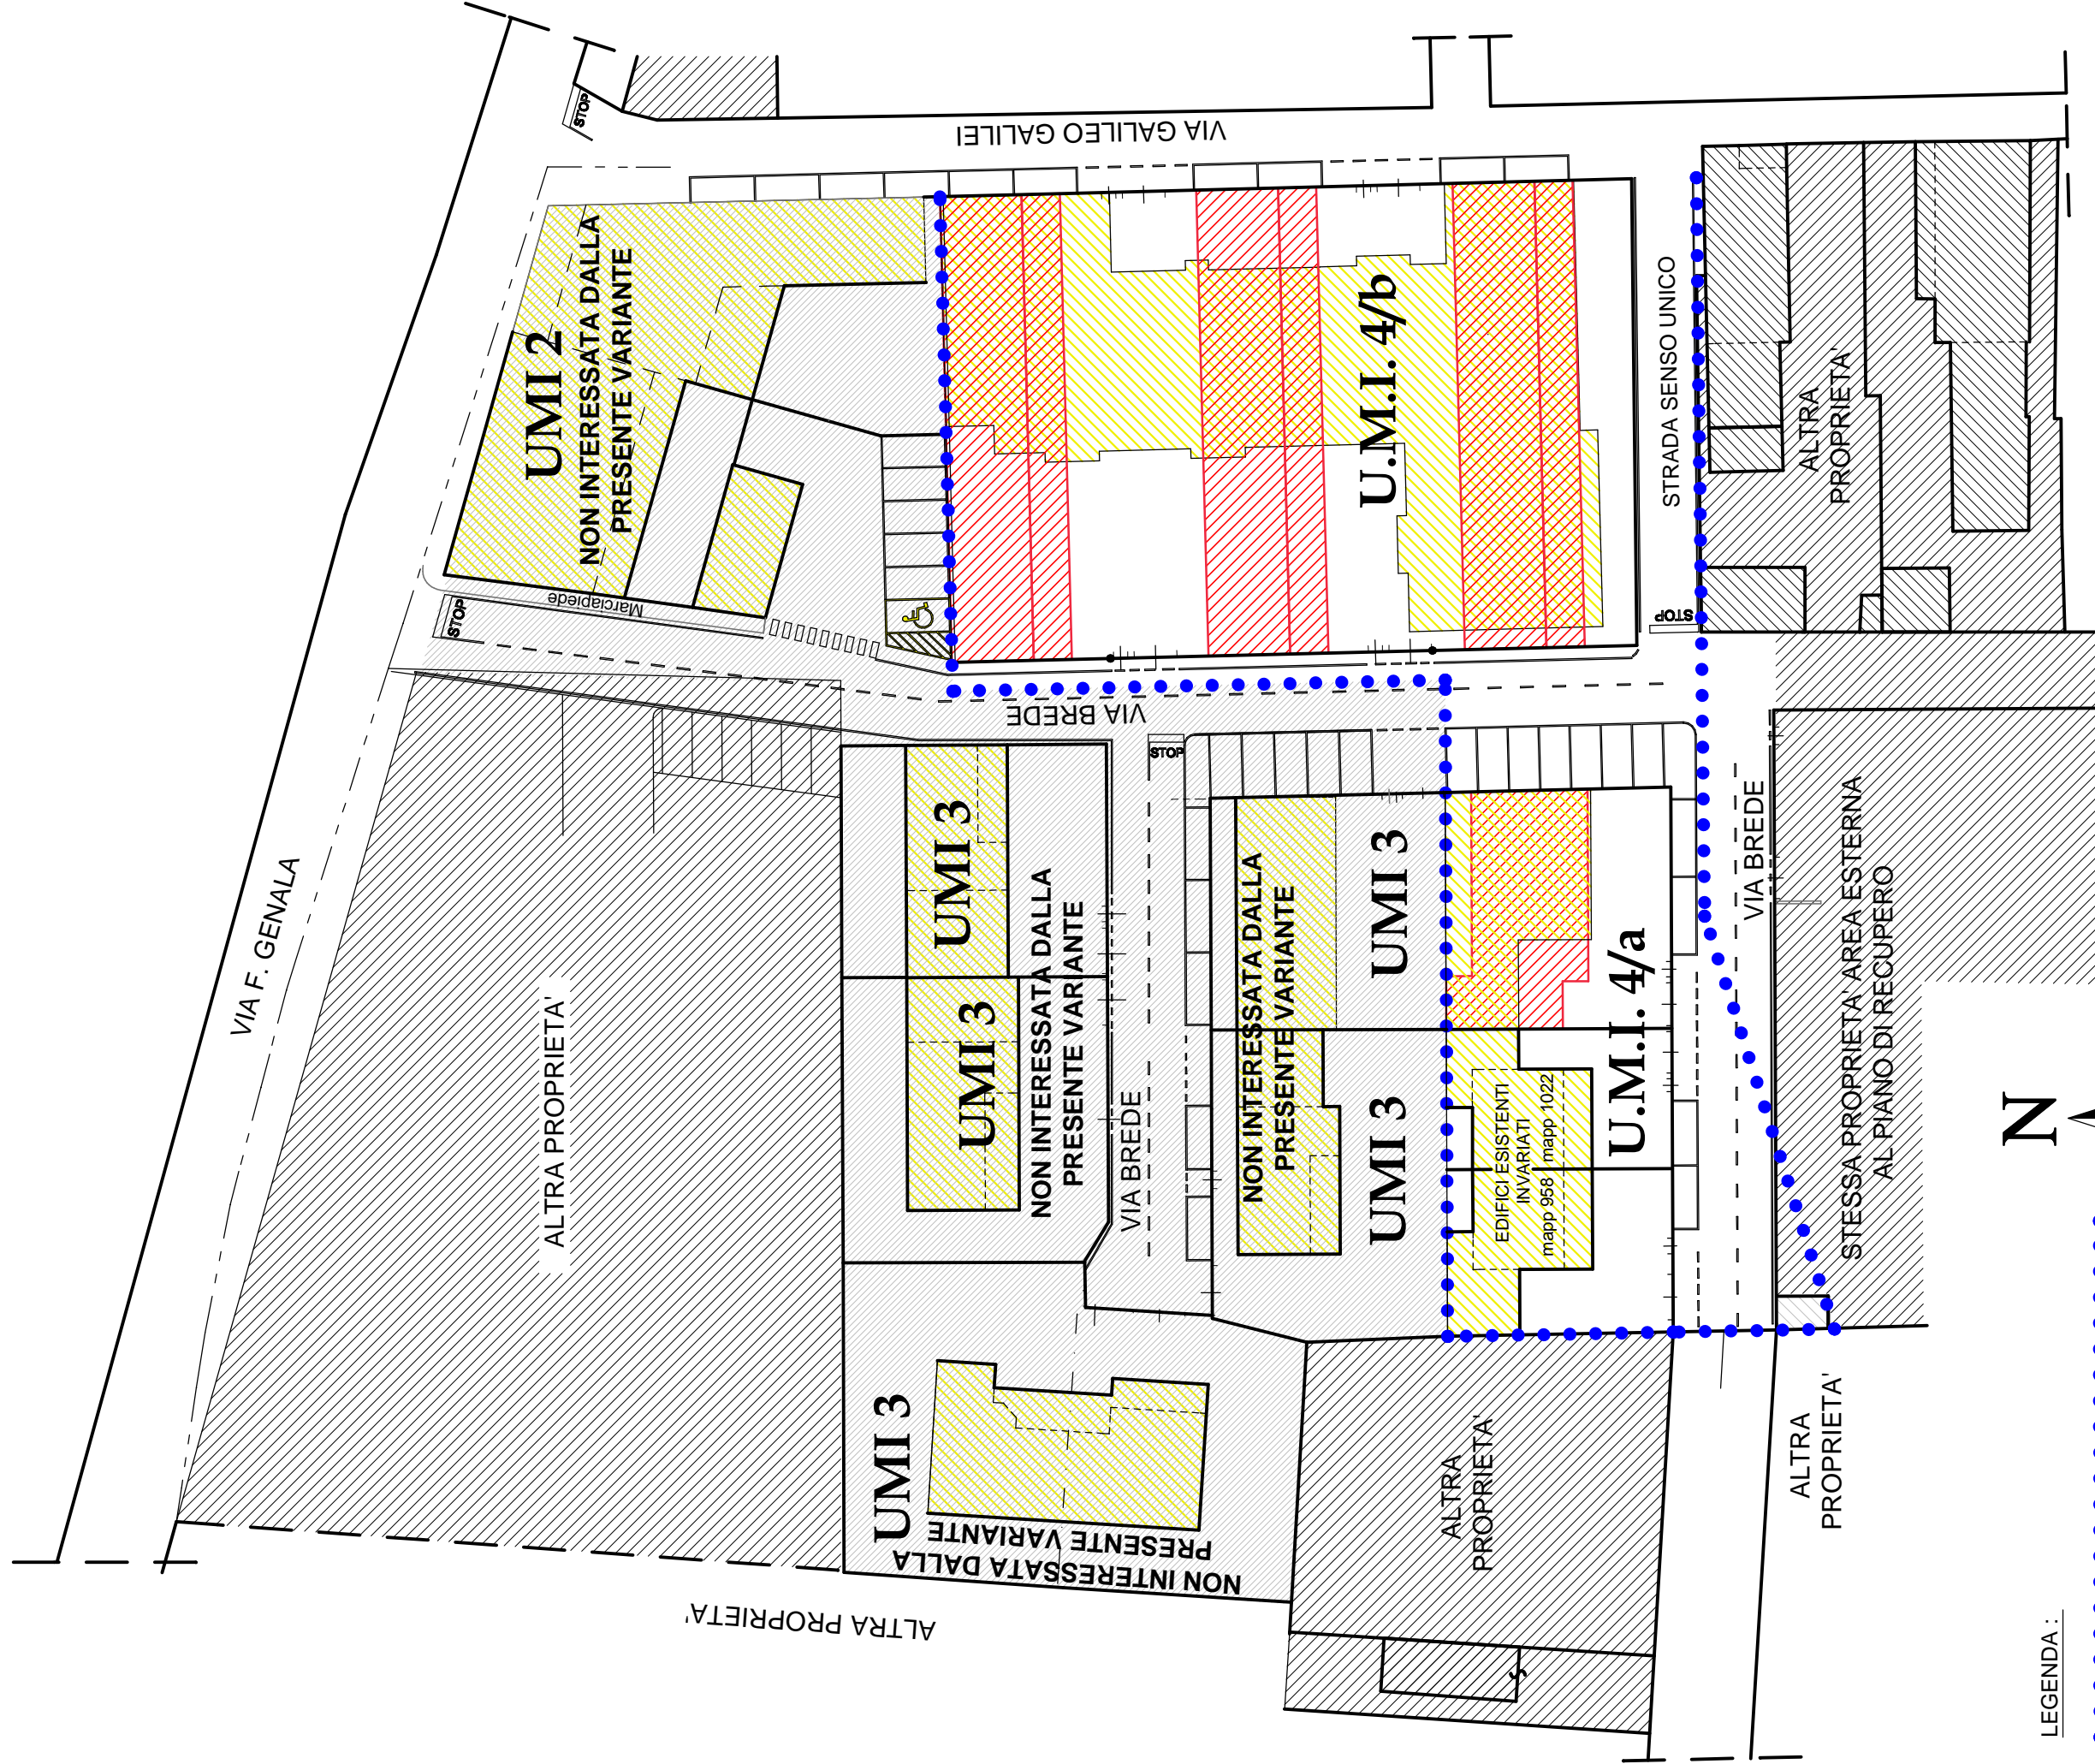 VIA F. GENALA
STOP
VIA GALILEO GALILEI
UMI 2
NON INTERESSATA DALLA
PRESENTE VARIANTE
Marciapiede
STOP
U.M.I. 4/b
STRADA SENSO UNICO
STOP
ALTRA
PROPRIETA'
VIA BREDE
STOP
ALTRA PROPRIETA'
UMI 3
UMI 3
NON INTERESSATA DALLA
PRESENTE VARIANTE
VIA BREDE
NON INTERESSATA DALLA
PRESENTE VARIANTE
UMI 3
UMI 3
EDIFICI ESISTENTI
INVARIATI
mapp 958 mapp 1022
U.M.I. 4/a
VIA BREDE
STESSA PROPRIETA' AREA ESTERNA
AL PIANO DI RECUPERO
N
UMI 3
NON INTERESSATA DALLA
PRESENTE VARIANTE
ALTRA PROPRIETA'
ALTRA
PROPRIETA'
ALTRA
PROPRIETA'
LEGENDA :